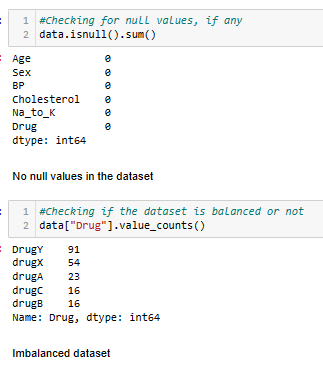 1 #Checking for null values, if any
2 data.isnull().sum()
Age 0
Sex 0
BP 0
Cholesterol 0
Na_to_K 0
Drug 0
dtype: int64
No null values in the dataset
1 #Checking if the dataset is balanced or not
2 data["Drug"].value_counts()
DrugY 91
drugX 54
drugA 23
drugC 16
drugB 16
Name: Drug, dtype: int64
Imbalanced dataset